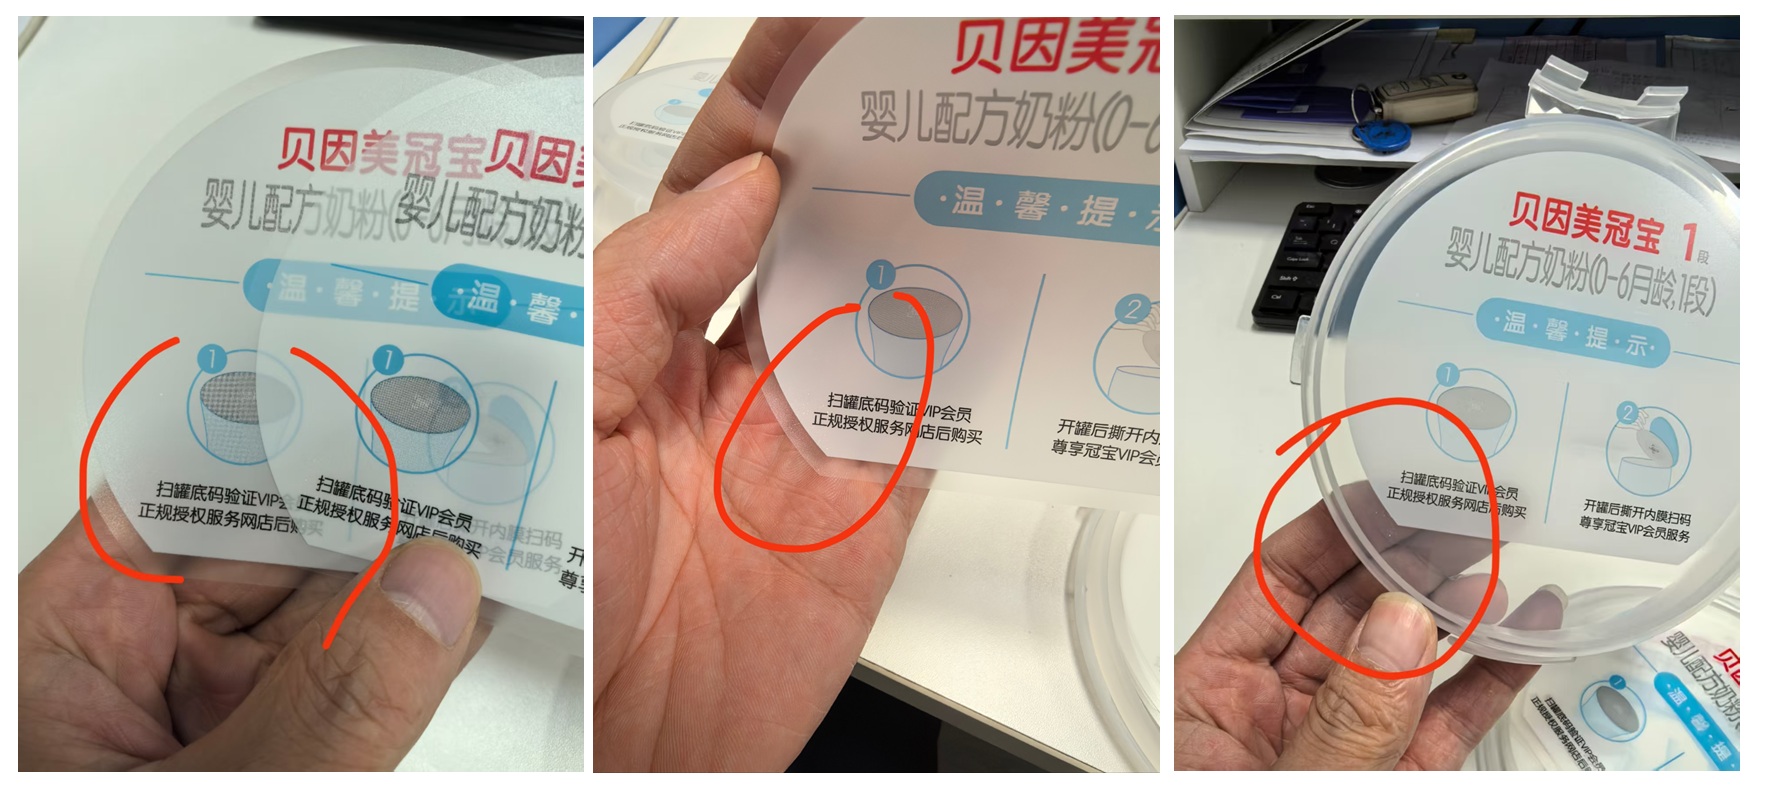 贝因美冠宝贝因
婴儿配方奶粉(0-6
婴儿配方奶粉
·温·馨·提·示
·温·馨·
1
1
扫罐底码验证VIP会
正规授权服务网店后购买
扫罐底码验证VIP会员
正规授权服务网店后购买
开内膜扫码
会员服务
开
尊享
贝因美冠
婴儿配方奶粉(0-6
·温·馨·提·示
1
2
扫罐底码验证VIP会员
正规授权服务网店后购买
开罐后撕开内膜
尊享冠宝VIP会员
贝因美冠宝1段
婴儿配方奶粉(0-6月龄,1段)
·温·馨·提·示·
1
2
扫罐底码验证VIP会员
正规授权服务网店后购买
开罐后撕开内膜扫码
尊享冠宝VIP会员服务
婴儿配方奶粉
·温·馨·提
1
扫罐底码验证VIP会员
正规授权服务网店后购买